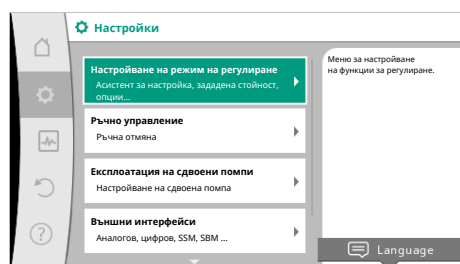 Настройки
Настройване на режим на регулиране
Асистент за настройка, зададена стойност,
опции...
Ръчно управление
Ръчна отмяна
Експлоатация на сдвоени помпи
Настройване на сдвоена помпа
Външни интерфейси
Аналогов, цифров, SSM, SBM ...
Меню за настройване
на функции за регулиране.
Language